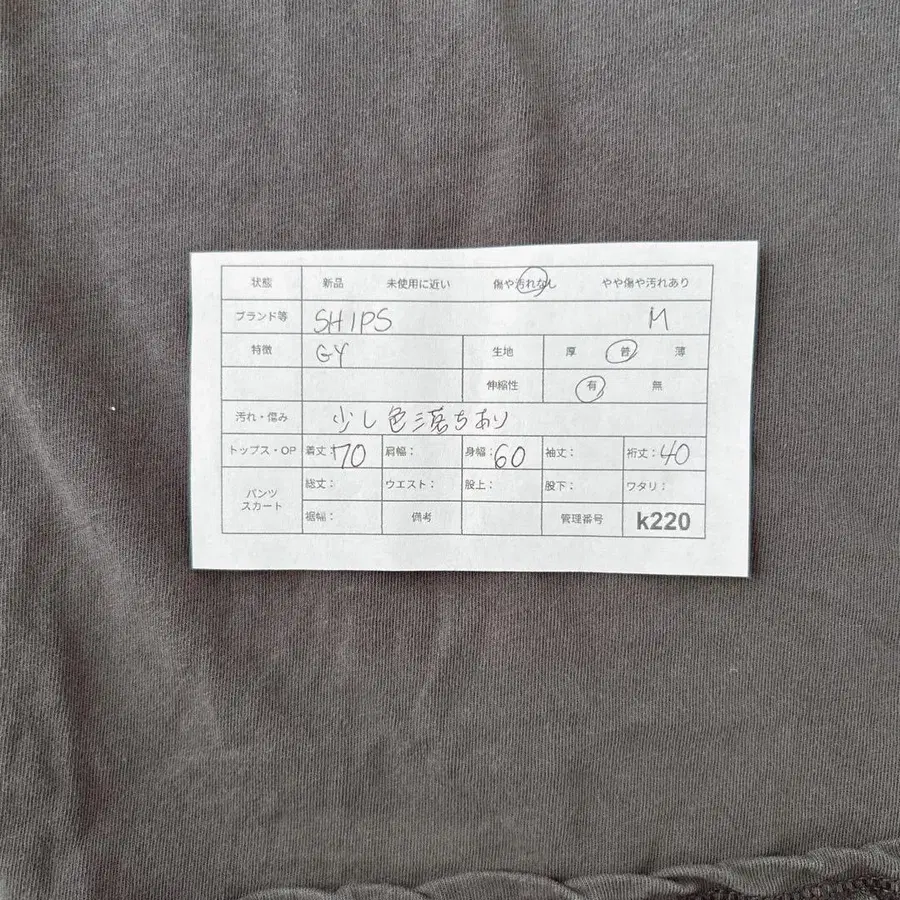 状態 新品 未使用に近い 傷や汚れなし やや傷や汚れあり
ブランド等 SHIPS M
特徴 GY 生地 厚 普 薄
伸縮性 有 無
汚れ・傷み 少し色落ちあり
トップス・OP 着丈：70 肩幅： 身幅：60 袖丈： 裄丈：40
パンツ スカート 総丈： ウエスト： 股上： 股下： ワタリ：
裾幅： 備考 管理番号 k220